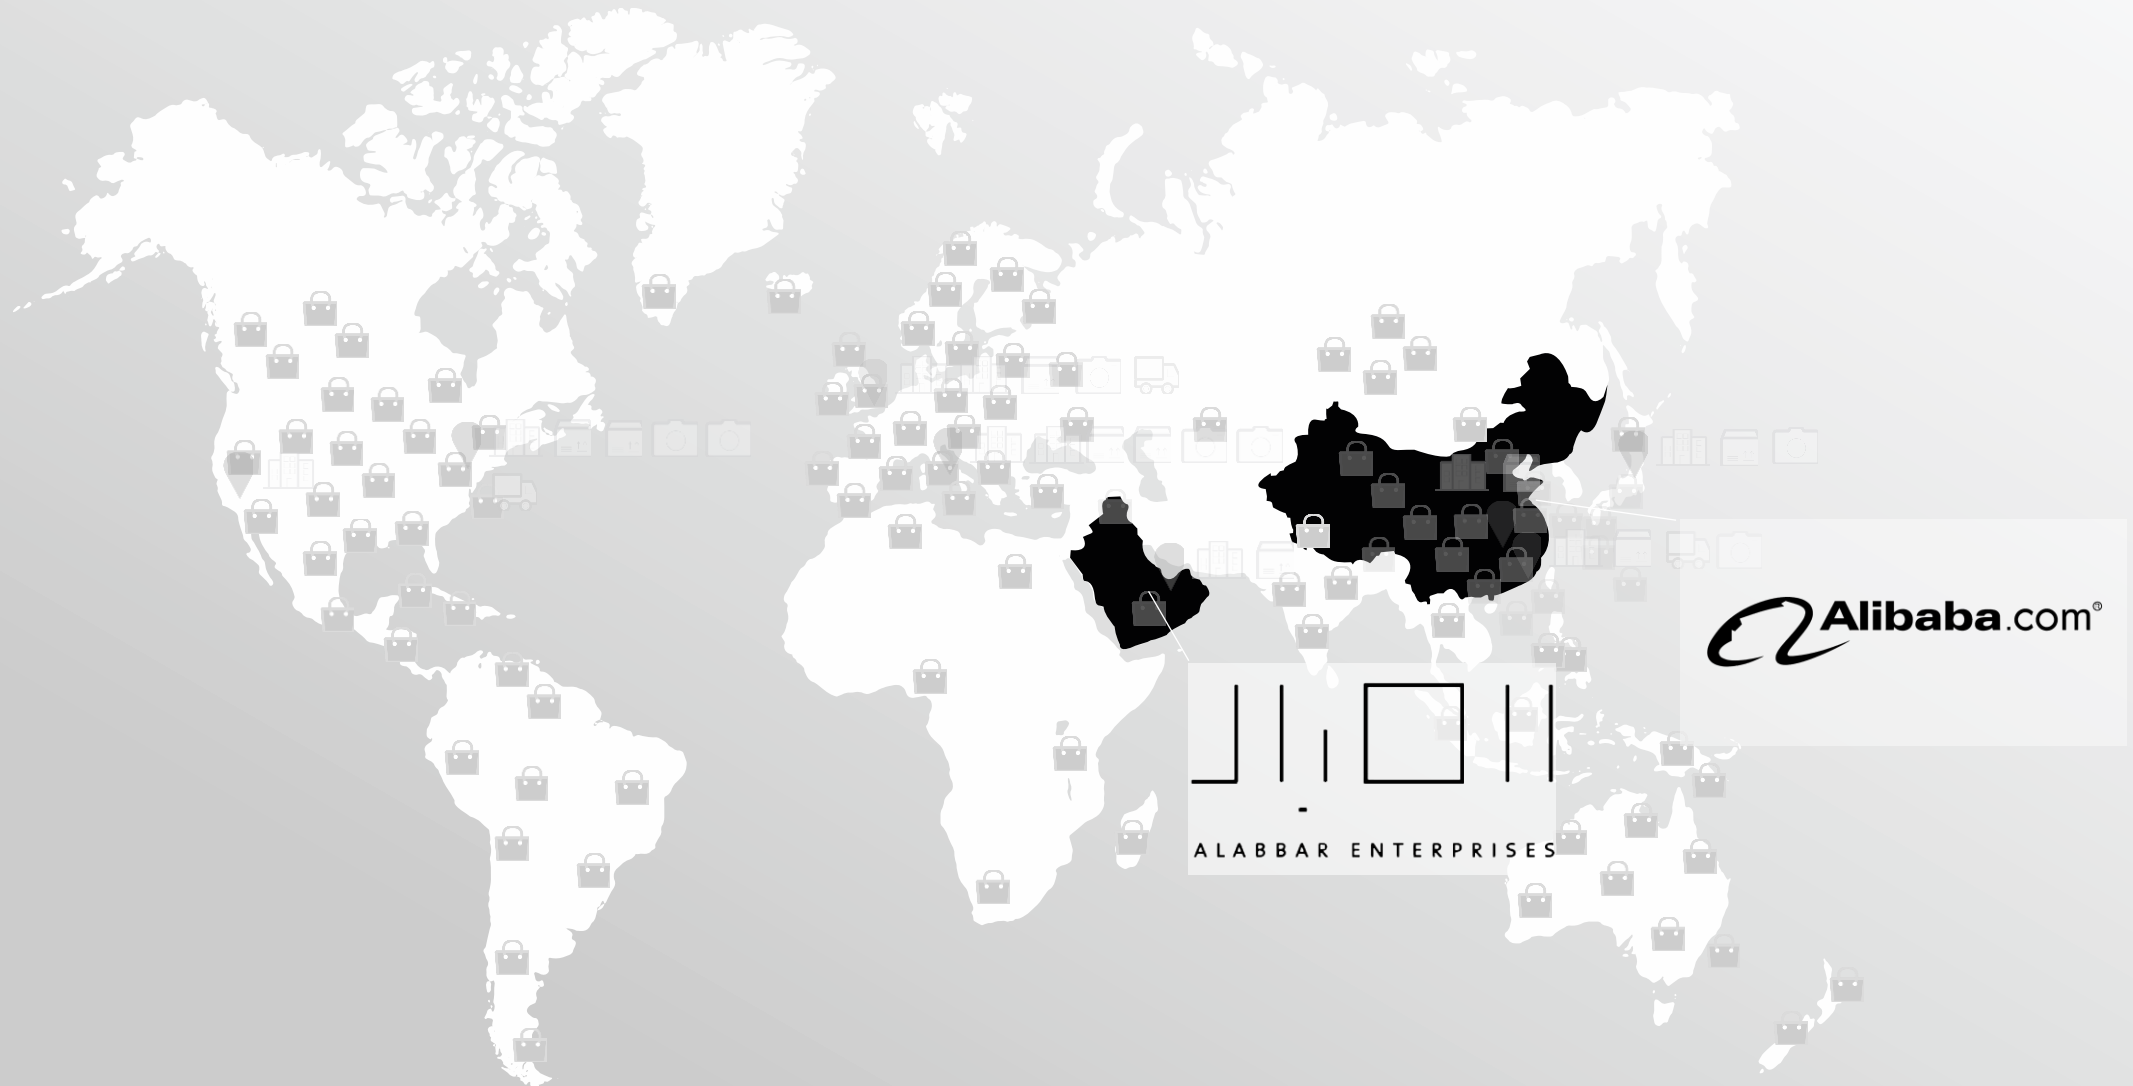 Alibaba.com®
العبار
ALABBAR ENTERPRISES